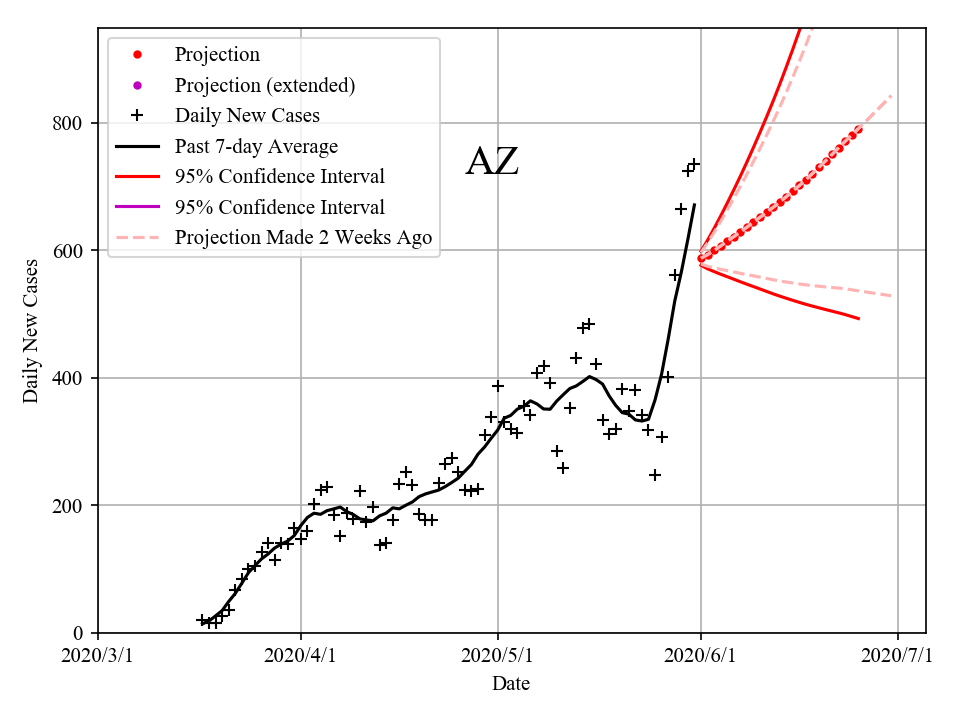 Projection
Projection (extended)
Daily New Cases
Past 7-day Average
95% Confidence Interval
95% Confidence Interval
Projection Made 2 Weeks Ago
AZ
Daily New Cases
800
600
400
200
0
2020/3/1 2020/4/1 2020/5/1 2020/6/1 2020/7/1
Date